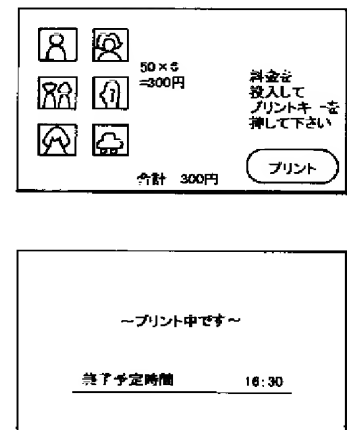 50×6
=300円
料金を
投入して
プリントキーを
押して下さい
プリント
合計 300円
～プリント中です～
終了予定時間 16:30